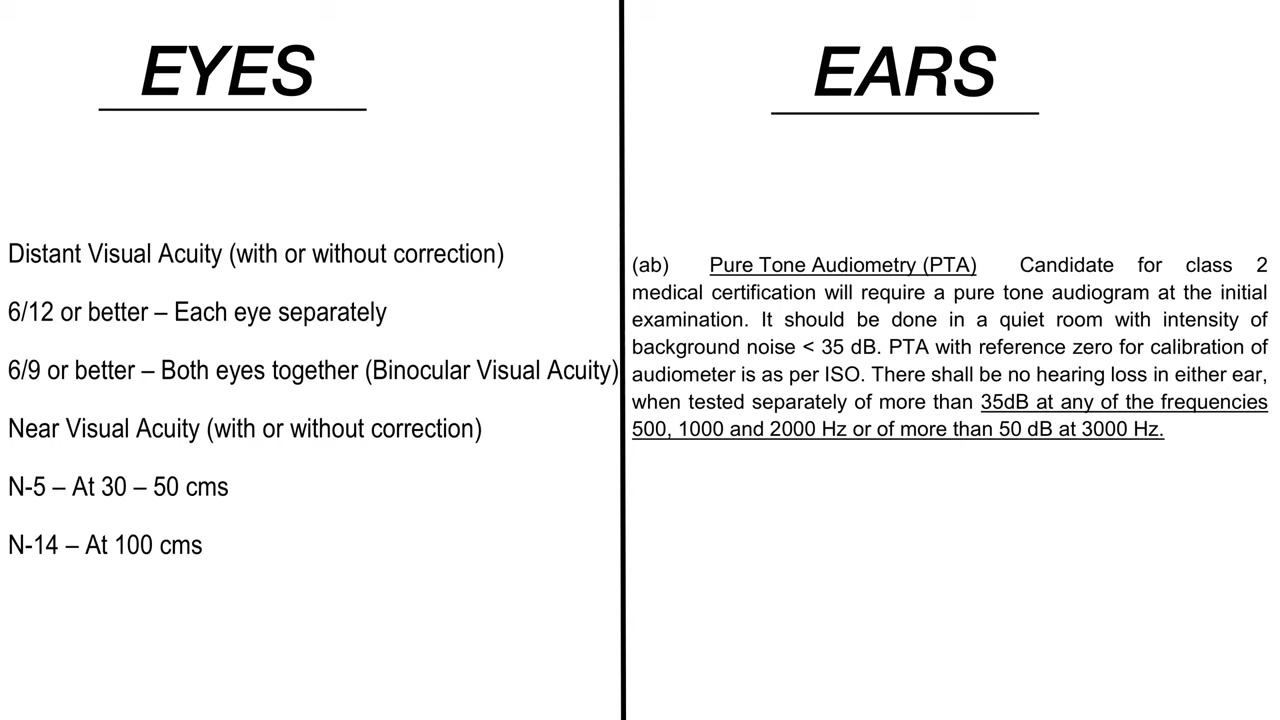 EYES
Distant Visual Acuity (with or without correction)
6/12 or better – Each eye separately
6/9 or better – Both eyes together (Binocular Visual Acuity)
Near Visual Acuity (with or without correction)
N-5 – At 30 – 50 cms
N-14 – At 100 cms
EARS
(ab) Pure Tone Audiometry (PTA) Candidate for class 2
medical certification will require a pure tone audiogram at the initial
examination. It should be done in a quiet room with intensity of
background noise < 35 dB. PTA with reference zero for calibration of
audiometer is as per ISO. There shall be no hearing loss in either ear,
when tested separately of more than 35dB at any of the frequencies
500, 1000 and 2000 Hz or of more than 50 dB at 3000 Hz.